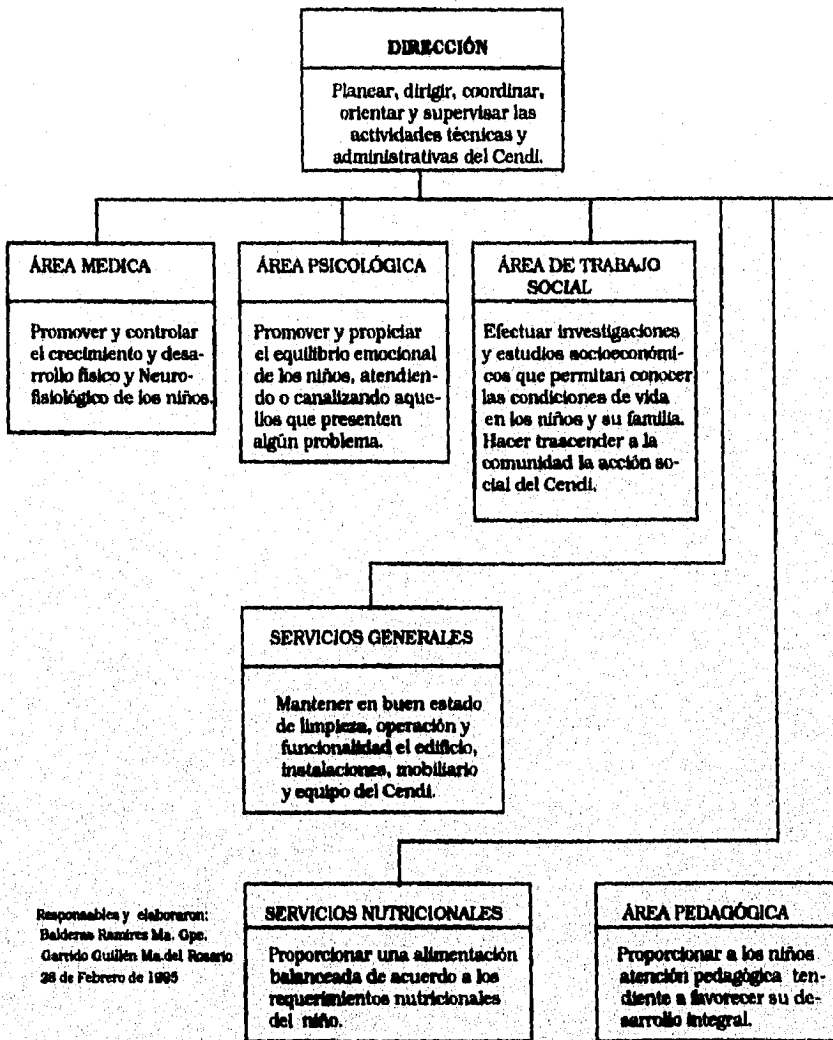 DIRECCIÓN
Planear, dirigir, coordinar,
orientar y supervisar las
actividades técnicas y
administrativas del Cendi.
ÁREA MEDICA
Promover y controlar
el crecimiento y desa-
rrollo físico y Neuro-
fisiológico de los niños.
ÁREA PSICOLÓGICA
Promover y propiciar
el equilibrio emocional
de los niños, atendien-
do o canalizando aque-
llos que presenten
algún problema.
ÁREA DE TRABAJO
SOCIAL
Efectuar investigaciones
y estudios socioeconómi-
cos que permitan conocer
las condiciones de vida
en los niños y su familia.
Hacer trascender a la
comunidad la acción so-
cial del Cendi.
SERVICIOS GENERALES
Mantener en buen estado
de limpieza, operación y
funcionalidad el edificio,
instalaciones, mobiliario
y equipo del Cendi.
Responsables y elaboraron:
Balderas Ramíres Ma. Gpe.
Garrido Guillén Ma.del Rosario
28 de Febrero de 1995
SERVICIOS NUTRICIONALES
Proporcionar una alimentación
balanceada de acuerdo a los
requerimientos nutricionales
del niño.
ÁREA PEDAGÓGICA
Proporcionar a los niños
atención pedagógica ten-
diente a favorecer su de-
sarrollo integral.